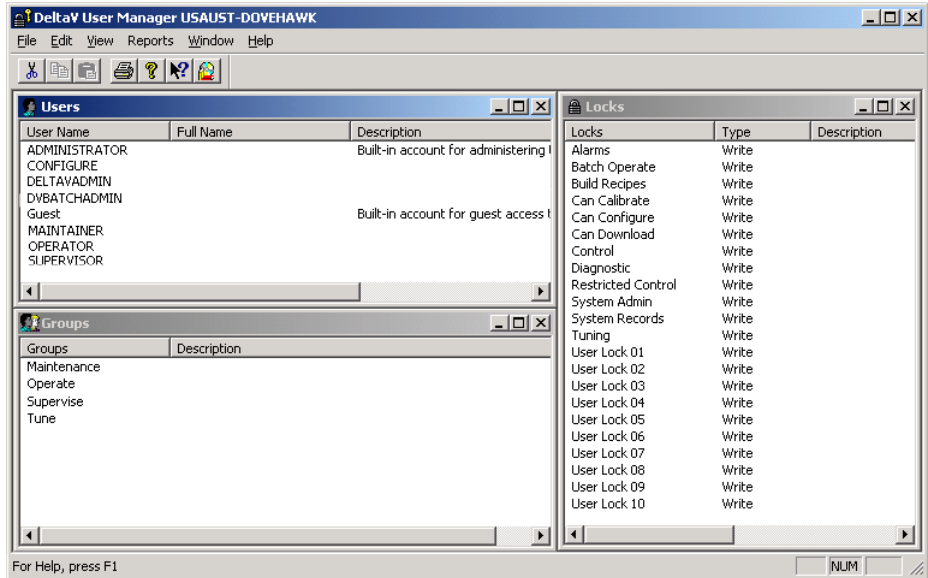 DeltaV User Manager USAUST-DOVEHAWK
File Edit View Reports Window Help
Users
User Name Full Name Description
ADMINISTRATOR Built-in account for administering
CONFIGURE
DELTAVADMIN
DVBATCHADMIN
Guest Built-in account for guest access
MAINTAINER
OPERATOR
SUPERVISOR
Groups
Groups Description
Maintenance
Operate
Supervise
Tune
Locks
Locks Type Description
Alarms Write
Batch Operate Write
Build Recipes Write
Can Calibrate Write
Can Configure Write
Can Download Write
Control Write
Diagnostic Write
Restricted Control Write
System Admin Write
System Records Write
Tuning Write
User Lock 01 Write
User Lock 02 Write
User Lock 03 Write
User Lock 04 Write
User Lock 05 Write
User Lock 06 Write
User Lock 07 Write
User Lock 08 Write
User Lock 09 Write
User Lock 10 Write
For Help, press F1 NUM